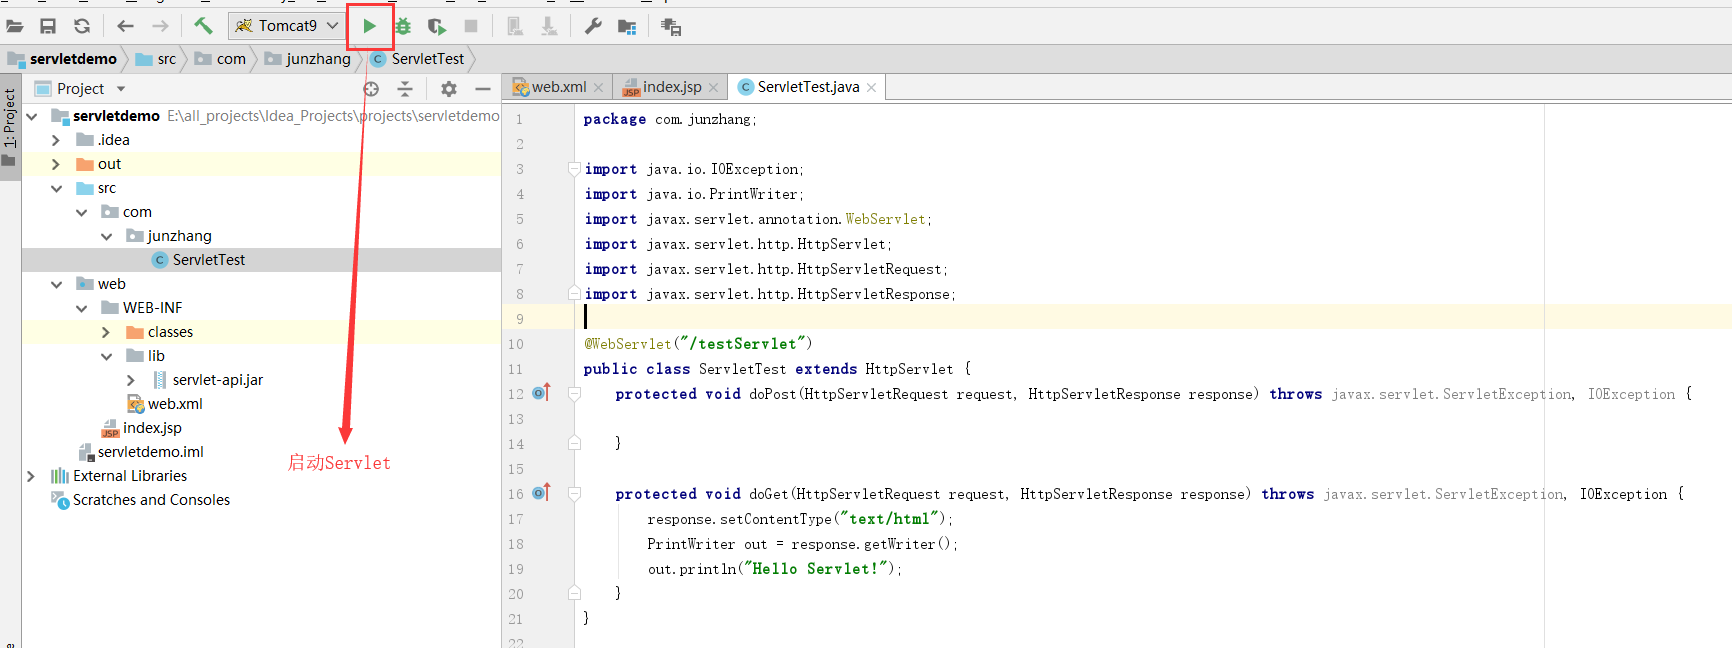 Tomcat9
servletdemo src com junzhang C ServletTest
1: Project
Project
web.xml index.jsp C ServletTest.java
servletdemo E:\all_projects\Idea_Projects\projects\servletdemo
.idea
out
src
com
junzhang
C ServletTest
web
WEB-INF
classes
lib
servlet-api.jar
web.xml
JSP index.jsp
servletdemo.iml
External Libraries
Scratches and Consoles
启动Servlet
1 package com.junzhang;
2
3 import java.io.IOException;
4 import java.io.PrintWriter;
5 import javax.servlet.annotation.WebServlet;
6 import javax.servlet.http.HttpServlet;
7 import javax.servlet.http.HttpServletRequest;
8 import javax.servlet.http.HttpServletResponse;
9
10 @WebServlet("/testServlet")
11 public class ServletTest extends HttpServlet {
12 protected void doPost(HttpServletRequest request, HttpServletResponse response) throws javax.servlet.ServletException, IOException {
13
14 }
15
16 protected void doGet(HttpServletRequest request, HttpServletResponse response) throws javax.servlet.ServletException, IOException {
17 response.setContentType("text/html");
18 PrintWriter out = response.getWriter();
19 out.println("Hello Servlet!");
20 }
21 }
22